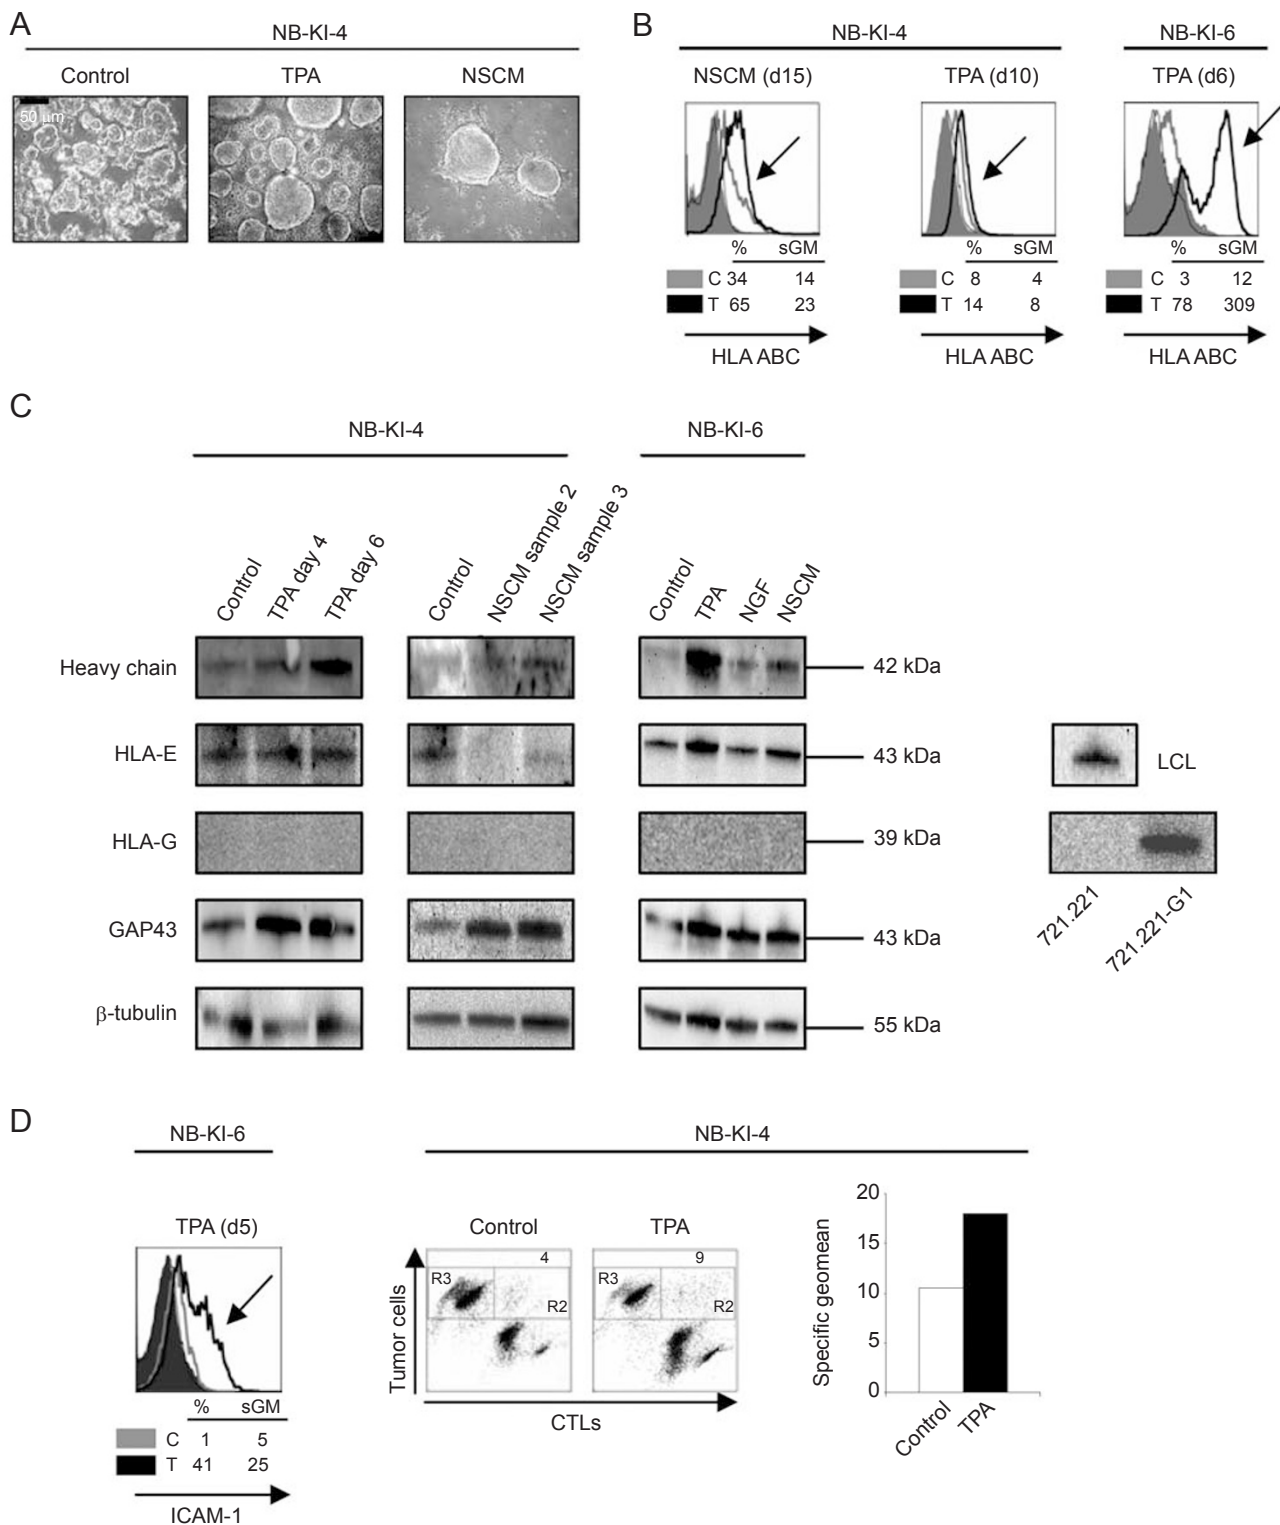 A
NB-KI-4
Control TPA NSCM
50 µm
B
NB-KI-4 NB-KI-6
NSCM (d15) TPA (d10) TPA (d6)
% sGM % sGM % sGM
C 34 14 C 8 4 C 3 12
T 65 23 T 14 8 T 78 309
HLA ABC HLA ABC HLA ABC
C
NB-KI-4 NB-KI-6
Control TPA day 4 TPA day 6 Control NSCM sample 2 NSCM sample 3 Control TPA NGF NSCM
Heavy chain 42 kDa
HLA-E 43 kDa LCL
HLA-G 39 kDa
721.221 721.221-G1
GAP43 43 kDa
β-tubulin 55 kDa
D
NB-KI-6 NB-KI-4
TPA (d5)
% sGM
C 1 5
T 41 25
ICAM-1
Control TPA
4 9
R3 R3
R2 R2
Tumor cells
CTLs
Specific geomean
20
15
10
5
0
Control TPA